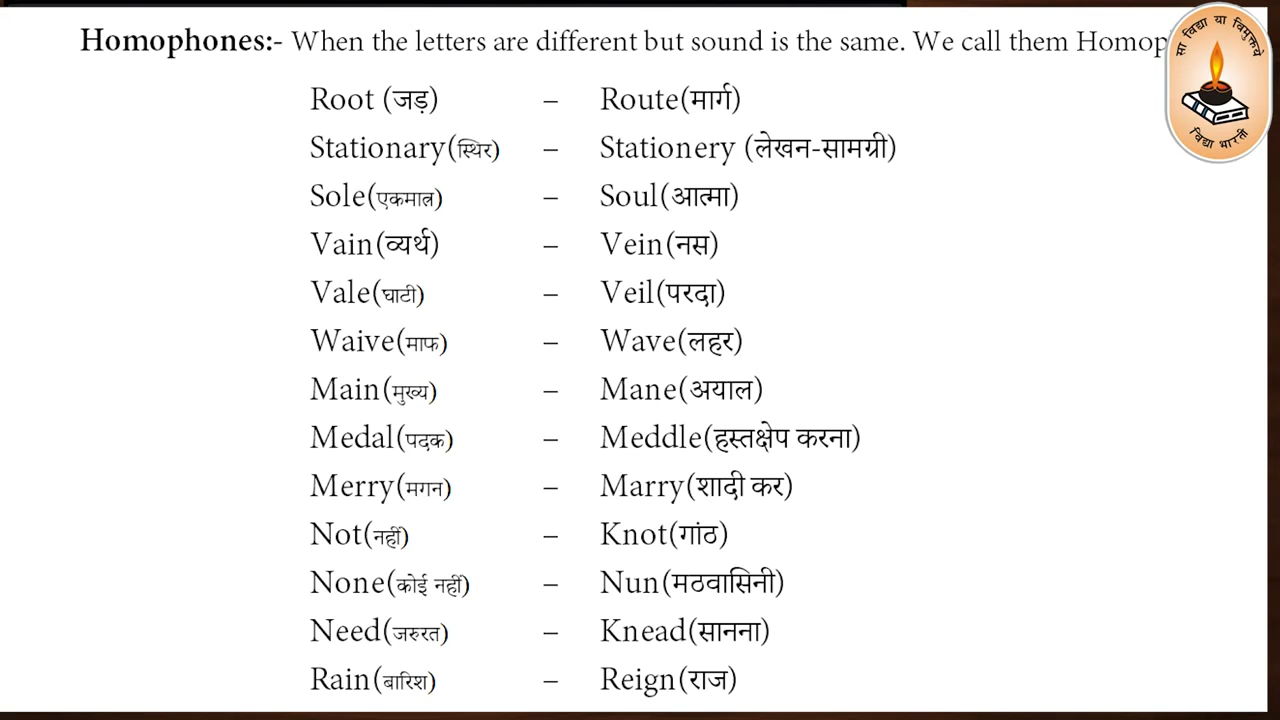 Homophones:- When the letters are different but sound is the same. We call them
सा विद्या या विमुक्तये
Root (जड़) – Route(मार्ग)
Stationary(स्थिर) – Stationery (लेखन-सामग्री)
विद्या भारती
Sole(एकमात्र) – Soul(आत्मा)
Vain(व्यर्थ) – Vein(नस)
Vale(घाटी) – Veil(परदा)
Waive(माफ) – Wave(लहर)
Main(मुख्य) – Mane(अयाल)
Medal(पदक) – Meddle(हस्तक्षेप करना)
Merry(मगन) – Marry(शादी कर)
Not(नहीं) – Knot(गांठ)
None(कोई नहीं) – Nun(मठवासिनी)
Need(जरुरत) – Knead(सानना)
Rain(बारिश) – Reign(राज)